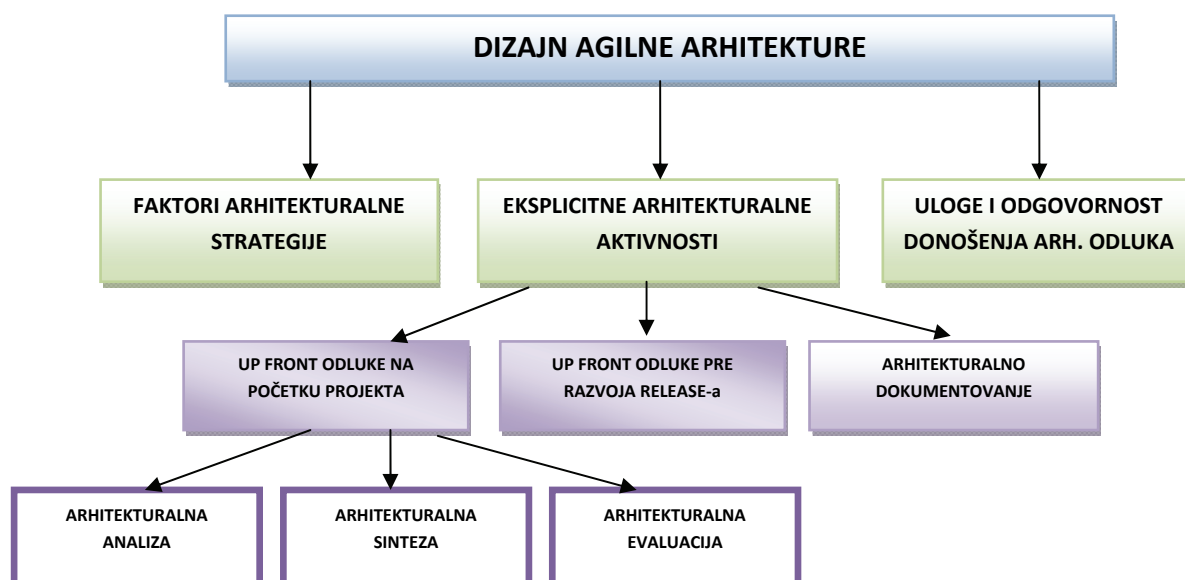 DIZAJN AGILNE ARHITEKTURE
FAKTORI ARHITEKTURALNE
STRATEGIJE
EKSPLICITNE ARHITEKTURALNE
AKTIVNOSTI
ULOGE I ODGOVORNOST
DONOŠENJA ARH. ODLUKA
UP FRONT ODLUKE NA
POČETKU PROJEKTA
UP FRONT ODLUKE PRE
RAZVOJA RELEASE-a
ARHITEKTURALNO
DOKUMENTOVANJE
ARHITEKTURALNA
ANALIZA
ARHITEKTURALNA
SINTEZA
ARHITEKTURALNA
EVALUACIJA